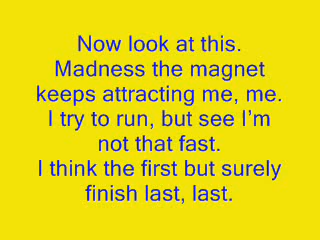 Now look at this.
Madness the magnet
keeps attracting me, me.
I try to run, but see I'm
not that fast.
I think the first but surely
finish last, last.